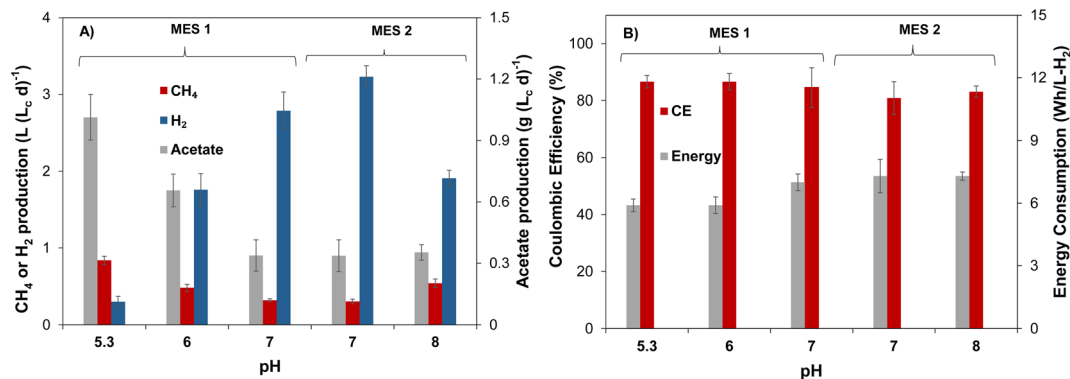 A)
MES 1
MES 2
CH₄
H₂
Acetate
CH₄ or H₂ production (L (L_c d)⁻¹)
4
3
2
1
0
Acetate production (g (L_c d)⁻¹)
1.5
1.2
0.9
0.6
0.3
0
5.3 6 7 7 8
pH
B)
MES 1
MES 2
CE
Energy
Coulombic Efficiency (%)
100
80
60
40
20
0
Energy Consumption (Wh/L-H₂)
15
12
9
6
3
0
5.3 6 7 7 8
pH